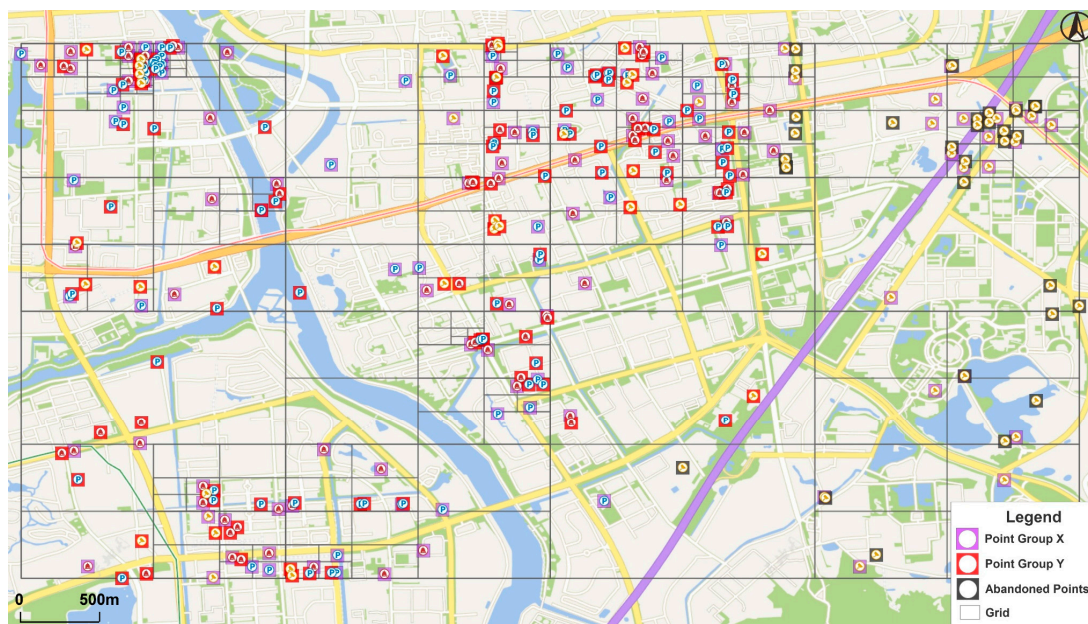 Legend
Point Group X
Point Group Y
Abandoned Points
Grid
0 500m